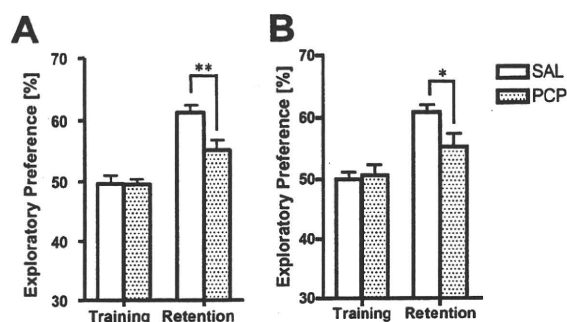 A
B
Exploratory Preference [%]
70
60
50
40
30
**
Training Retention
Exploratory Preference [%]
70
60
50
40
30
*
Training Retention
SAL
PCP